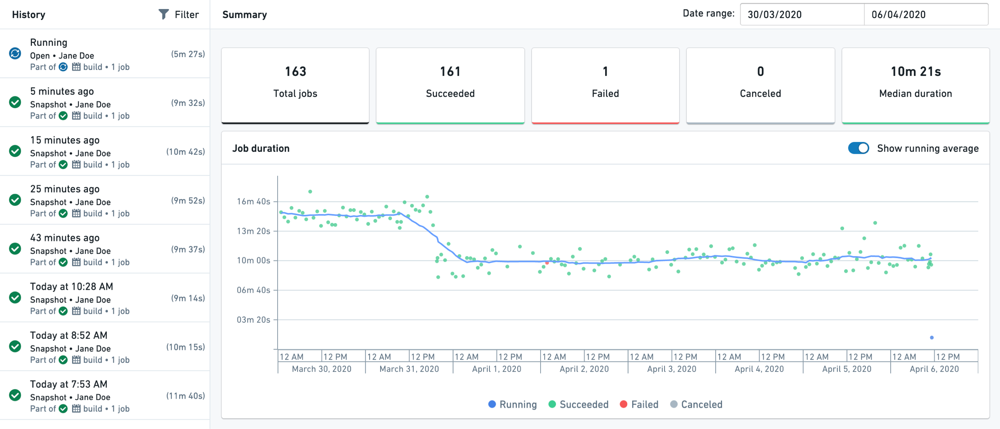 History
Filter
Running
Open • Jane Doe
(5m 27s)
Part of build • 1 job
5 minutes ago
Snapshot • Jane Doe
(9m 32s)
Part of build • 1 job
15 minutes ago
Snapshot • Jane Doe
(10m 42s)
Part of build • 1 job
25 minutes ago
Snapshot • Jane Doe
(9m 52s)
Part of build • 1 job
43 minutes ago
Snapshot • Jane Doe
(9m 37s)
Part of build • 1 job
Today at 10:28 AM
Snapshot • Jane Doe
(9m 14s)
Part of build • 1 job
Today at 8:52 AM
Snapshot • Jane Doe
(10m 15s)
Part of build • 1 job
Today at 7:53 AM
Snapshot • Jane Doe
(11m 40s)
Part of build • 1 job
Summary
Date range: 30/03/2020 06/04/2020
163
Total jobs
161
Succeeded
1
Failed
0
Canceled
10m 21s
Median duration
Job duration
Show running average
16m 40s
13m 20s
10m 00s
06m 40s
03m 20s
12 AM 12 PM 12 AM 12 PM 12 AM 12 PM 12 AM 12 PM 12 AM 12 PM 12 AM 12 PM 12 AM 12 PM 12 AM 12 PM
March 30, 2020 March 31, 2020 April 1, 2020 April 2, 2020 April 3, 2020 April 4, 2020 April 5, 2020 April 6, 2020
Running Succeeded Failed Canceled